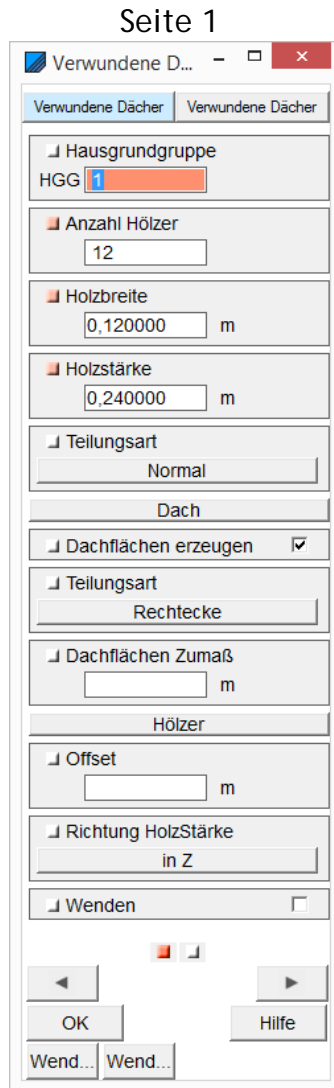 Seite 1
Verwundene D...
Verwundene Dächer Verwundene Dächer
Hausgrundgruppe
HGG 1
Anzahl Hölzer
12
Holzbreite
0,120000 m
Holzstärke
0,240000 m
Teilungsart
Normal
Dach
Dachflächen erzeugen
Teilungsart
Rechtecke
Dachflächen Zumaß
m
Hölzer
Offset
m
Richtung HolzStärke
in Z
Wenden
OK Hilfe
Wend... Wend...